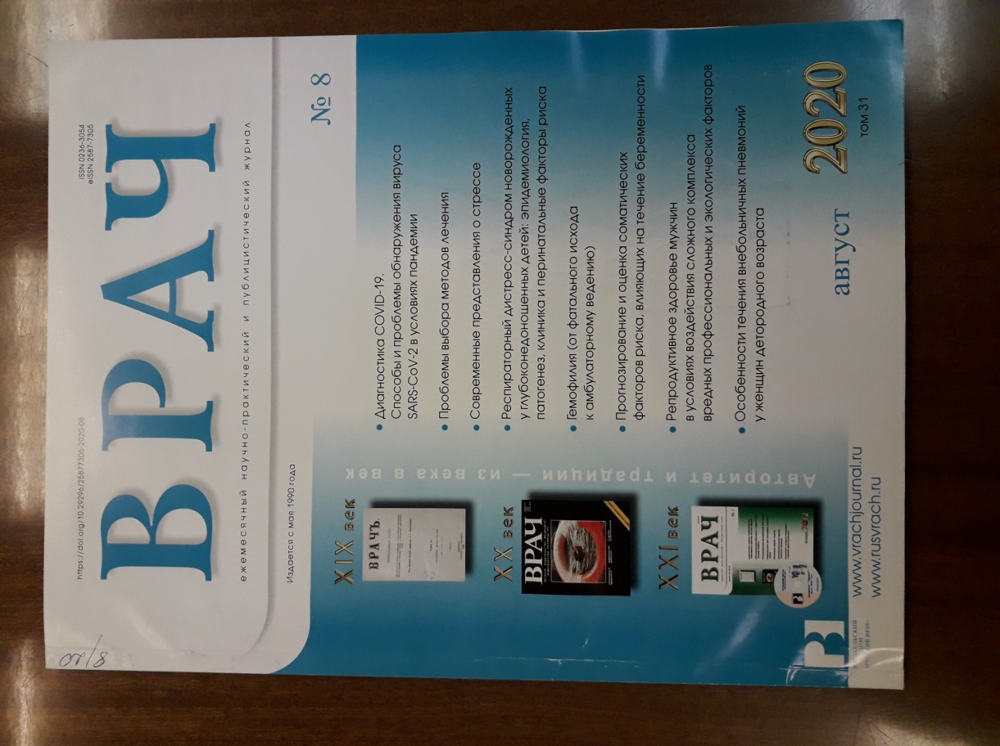 ISSN 0236-3054
eISSN 2587-7305
https://doi.org/10.29296/25877305-2020-08
ВРАЧ
ежемесячный научно-практический и публицистический журнал
Издается с мая 1990 года
№ 8
XIX век
ВРАЧЪ.
XX век
ВРАЧ
XXI век
ВРАЧ
Авторитет и традиции — из века в век
• Диагностика COVID-19.
Способы и проблемы обнаружения вируса
SARS-CoV-2 в условиях пандемии
• Проблемы выбора методов лечения
• Современные представления о стрессе
• Респираторный дистресс-синдром новорожденных
у глубоконедоношенных детей: эпидемиология,
патогенез, клиника и перинатальные факторы риска
• Гемофилия (от фатального исхода
к амбулаторному ведению)
• Прогнозирование и оценка соматических
факторов риска, влияющих на течение беременности
• Репродуктивное здоровье мужчин
в условиях воздействия сложного комплекса
вредных профессиональных и экологических факторов
• Особенности течения внебольничных пневмоний
у женщин детородного возраста
август 2020
том 31
www.vrachjournal.ru
www.rusvrach.ru